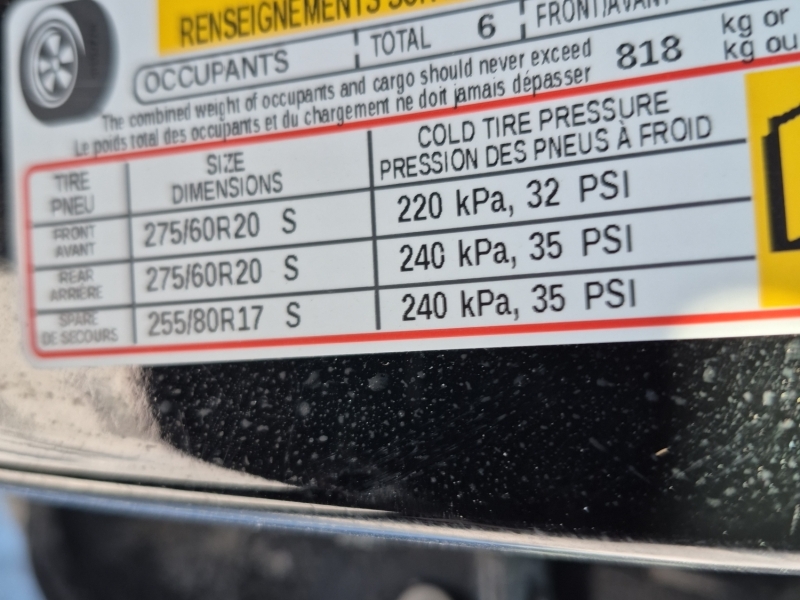 RENSEIGNEMENTS
OCCUPANTS TOTAL 6 FRONT/AVANT
The combined weight of occupants and cargo should never exceed 818 kg or
Le poids total des occupants et du chargement ne doit jamais dépasser kg ou
TIRE SIZE COLD TIRE PRESSURE
PNEU DIMENSIONS PRESSION DES PNEUS À FROID
FRONT
AVANT 275/60R20 S 220 kPa, 32 PSI
REAR
ARRIÈRE 275/60R20 S 240 kPa, 35 PSI
SPARE
DE SECOURS 255/80R17 S 240 kPa, 35 PSI